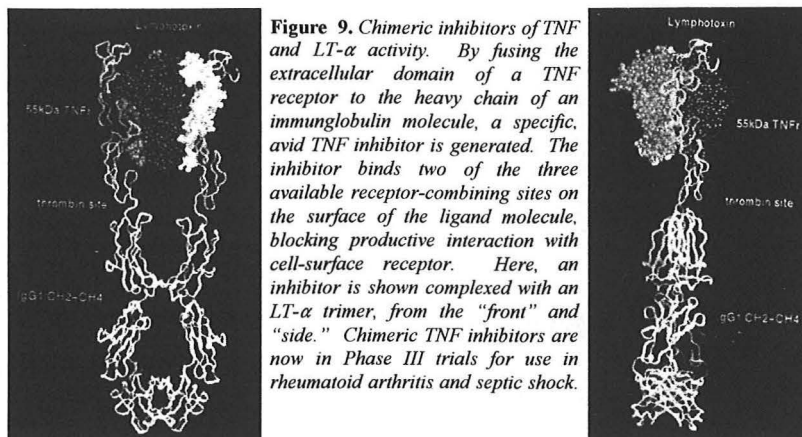 Lymphotoxin
55kDa TNFr
thrombin site
IgG1 CH2-CH4
Figure 9. Chimeric inhibitors of TNF
and LT-α activity. By fusing the
extracellular domain of a TNF
receptor to the heavy chain of an
immunglobulin molecule, a specific,
avid TNF inhibitor is generated. The
inhibitor binds two of the three
available receptor-combining sites on
the surface of the ligand molecule,
blocking productive interaction with
cell-surface receptor. Here, an
inhibitor is shown complexed with an
LT-α trimer, from the “front” and
“side.” Chimeric TNF inhibitors are
now in Phase III trials for use in
rheumatoid arthritis and septic shock.
Lymphotoxin
55kDa TNFr
thrombin site
gG1 CH2-CH4